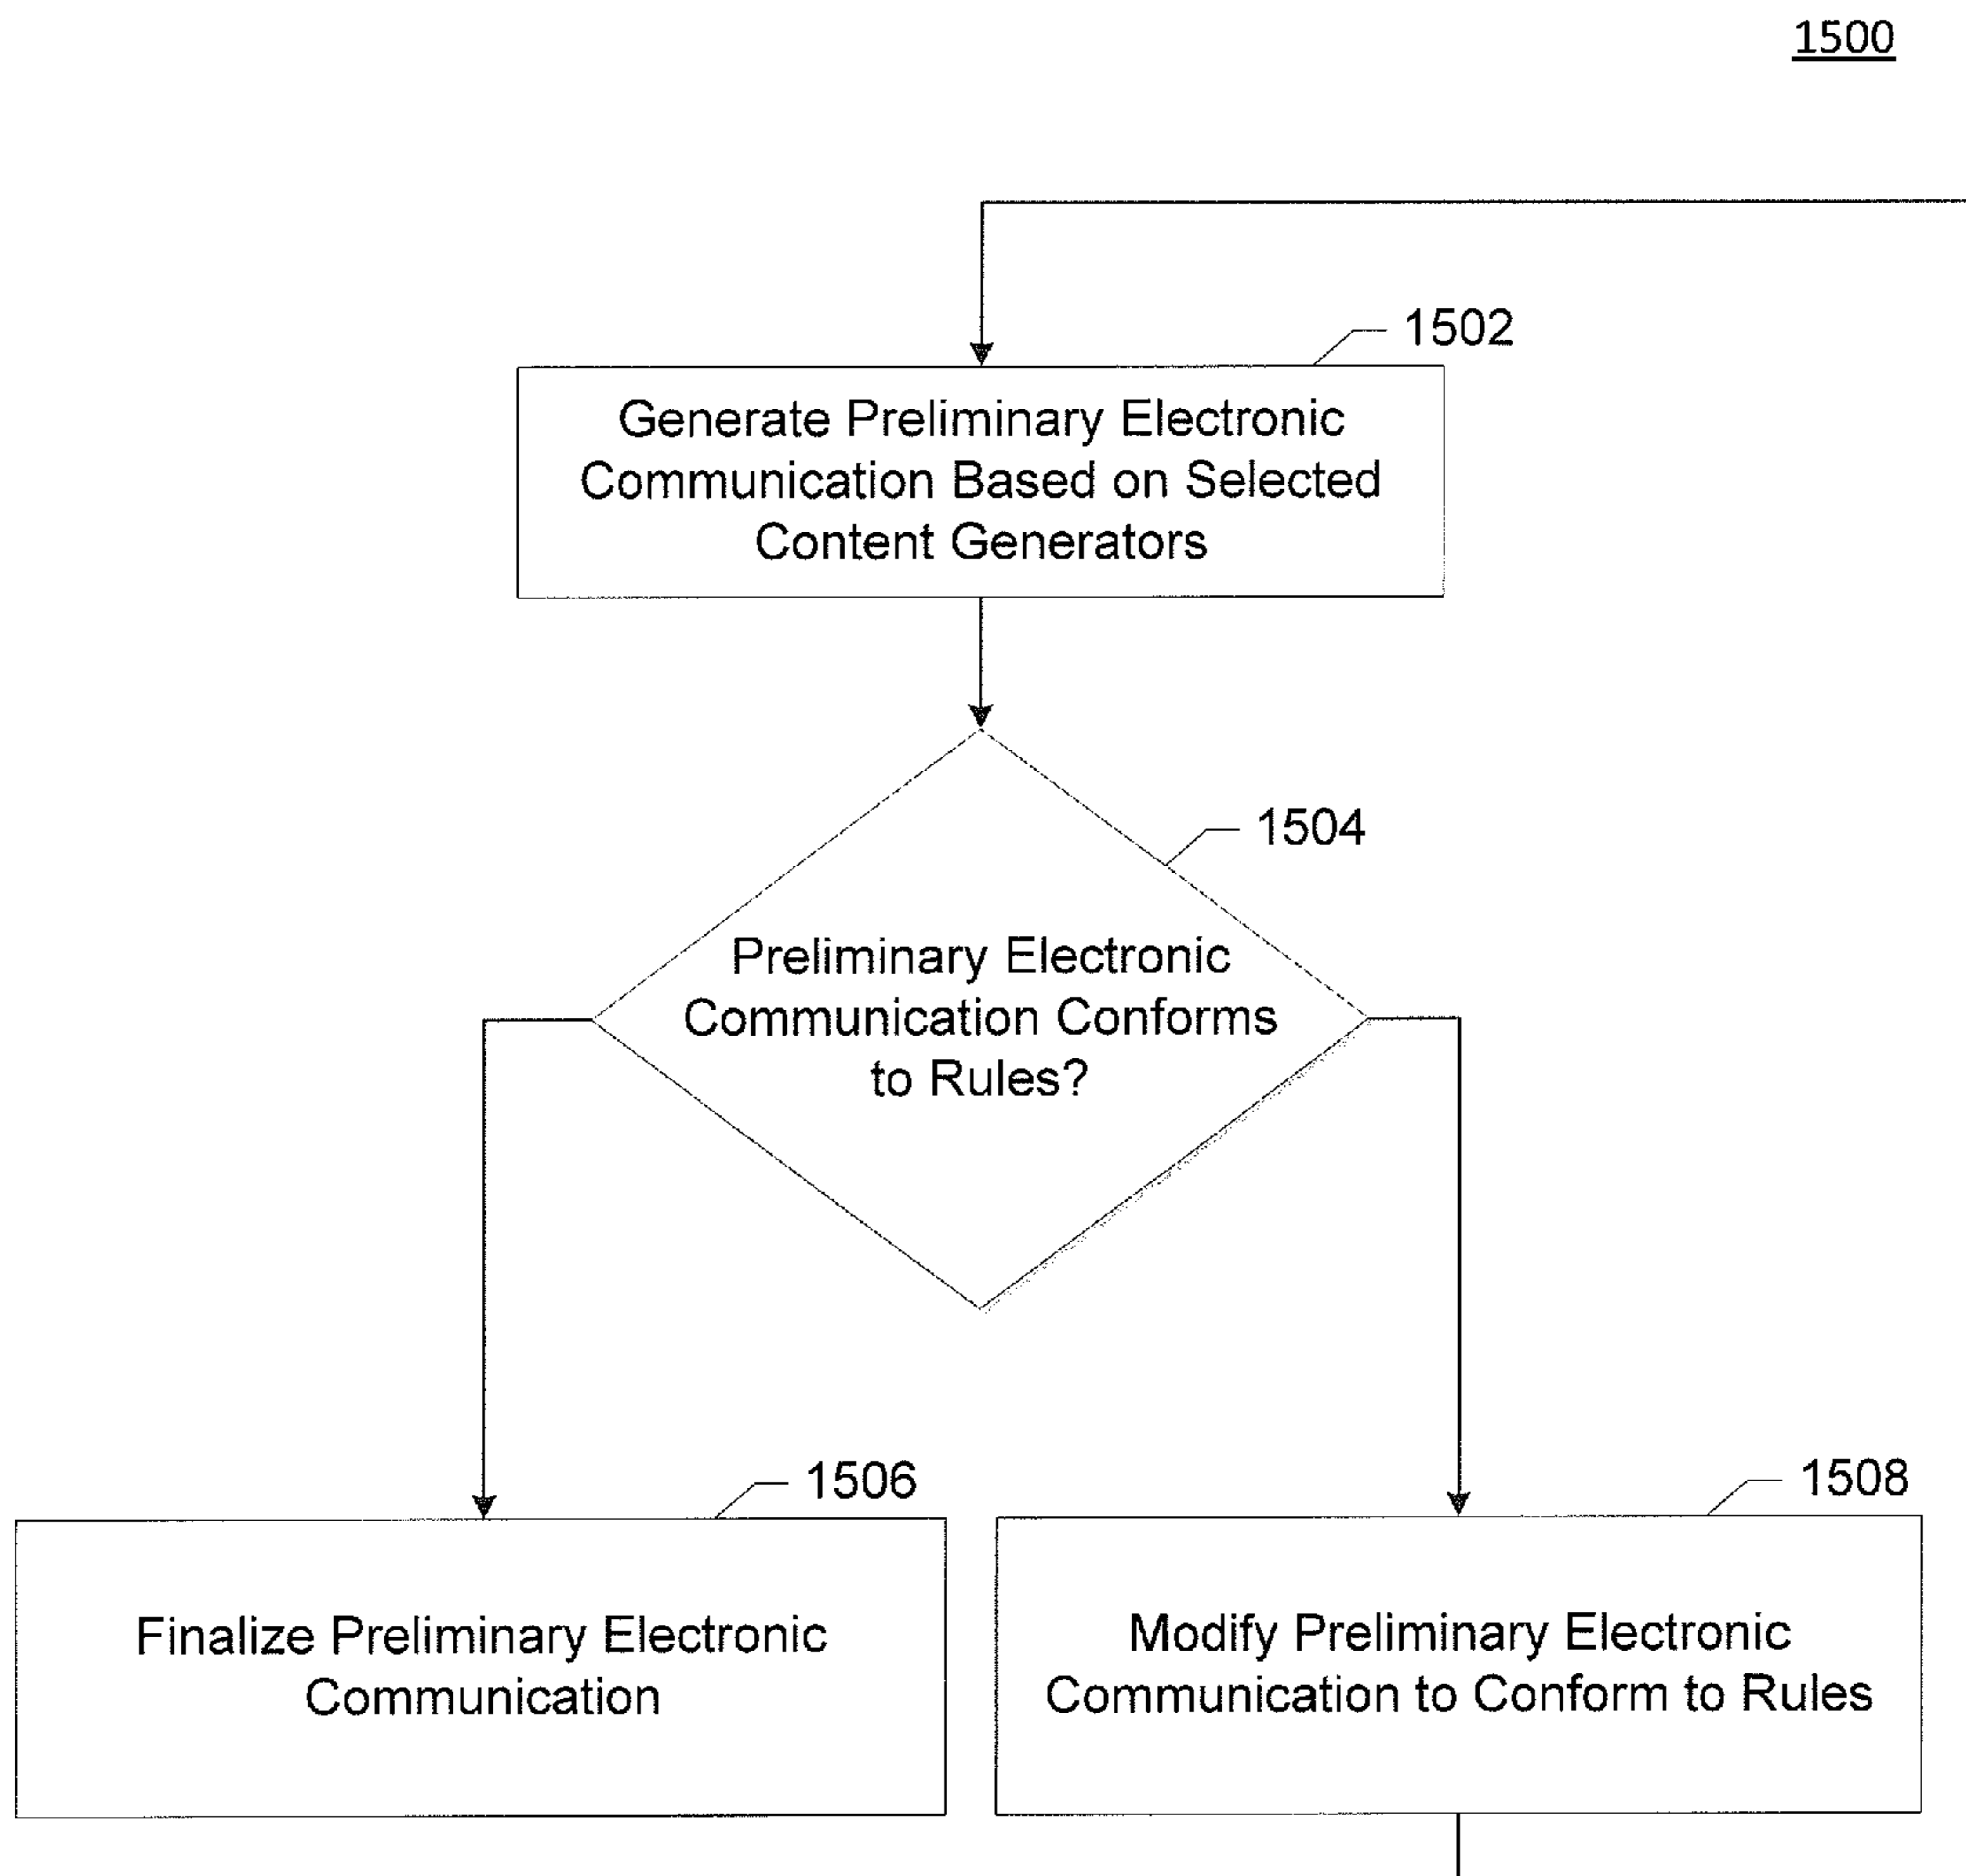 1500
1502
Generate Preliminary Electronic
Communication Based on Selected
Content Generators
1504
Preliminary Electronic
Communication Conforms
to Rules?
1506
Finalize Preliminary Electronic
Communication
1508
Modify Preliminary Electronic
Communication to Conform to Rules